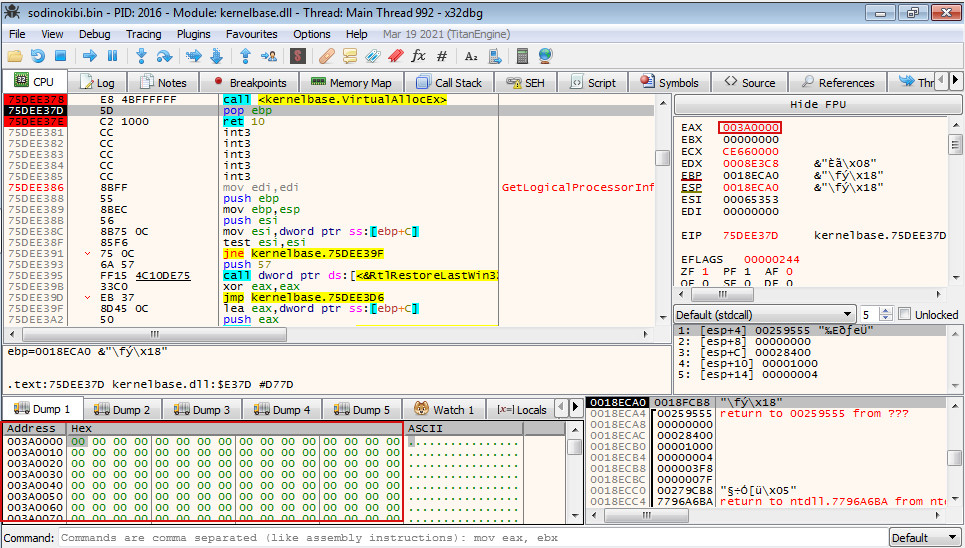 sodinokibi.bin - PID: 2016 - Module: kernelbase.dll - Thread: Main Thread 992 - x32dbg
File View Debug Tracing Plugins Favourites Options Help Mar 19 2021 (TitanEngine)
CPU Log Notes Breakpoints Memory Map Call Stack SEH Script Symbols Source References Thr
75DEE378 E8 4BFFFFFF call <kernelbase.VirtualAllocEx>
75DEE37D 5D pop ebp
75DEE37E C2 1000 ret 10
75DEE381 CC int3
75DEE382 CC int3
75DEE383 CC int3
75DEE384 CC int3
75DEE385 CC int3
75DEE386 8BFF mov edi,edi GetLogicalProcessorInf
75DEE388 55 push ebp
75DEE389 8BEC mov ebp,esp
75DEE38B 56 push esi
75DEE38C 8B75 0C mov esi,dword ptr ss:[ebp+C]
75DEE38F 85F6 test esi,esi
75DEE391 75 0C jne kernelbase.75DEE39F
75DEE393 6A 57 push 57
75DEE395 FF15 4C10DE75 call dword ptr ds:[<&RtlRestoreLastWin32
75DEE39B 33C0 xor eax,eax
75DEE39D EB 37 jmp kernelbase.75DEE3D6
75DEE39F 8D45 0C lea eax,dword ptr ss:[ebp+C]
75DEE3A2 50 push eax
Hide FPU
EAX 003A0000
EBX 00000000
ECX CE660000
EDX 0008E3C8 &"Èã\x08"
EBP 0018ECA0 &"\fý\x18"
ESP 0018ECA0 &"\fý\x18"
ESI 00065353
EDI 00000000
EIP 75DEE37D kernelbase.75DEE37D
EFLAGS 00000244
ZF 1 PF 1 AF 0
OF 0 SF 0 DF 0
Default (stdcall) 5 Unlocked
1: [esp+4] 00259555 "‰EðƒeÜ"
2: [esp+8] 00000000
3: [esp+C] 00028400
4: [esp+10] 00001000
5: [esp+14] 00000004
ebp=0018ECA0 &"\fý\x18"
.text:75DEE37D kernelbase.dll:$E37D #D77D
Dump 1 Dump 2 Dump 3 Dump 4 Dump 5 Watch 1 [x=] Locals
Address Hex ASCII
003A0000 00 00 00 00 00 00 00 00 00 00 00 00 00 00 00 00 ................
003A0010 00 00 00 00 00 00 00 00 00 00 00 00 00 00 00 00 ................
003A0020 00 00 00 00 00 00 00 00 00 00 00 00 00 00 00 00 ................
003A0030 00 00 00 00 00 00 00 00 00 00 00 00 00 00 00 00 ................
003A0040 00 00 00 00 00 00 00 00 00 00 00 00 00 00 00 00 ................
003A0050 00 00 00 00 00 00 00 00 00 00 00 00 00 00 00 00 ................
003A0060 00 00 00 00 00 00 00 00 00 00 00 00 00 00 00 00 ................
003A0070 00 00 00 00 00 00 00 00 00 00 00 00 00 00 00 00 ................
0018ECA0 0018FCB8 "\fý\x18"
0018ECA4 00259555 return to 00259555 from ???
0018ECA8 00000000
0018ECAC 00028400
0018ECB0 00001000
0018ECB4 00000004
0018ECB8 000003F8
0018ECBC 0000007F
0018ECC0 00279CB8 "§÷Ó[ü\x05"
0018ECC4 7796A6BA return to ntdll.7796A6BA from ntd
Command: Commands are comma separated (like assembly instructions): mov eax, ebx Default